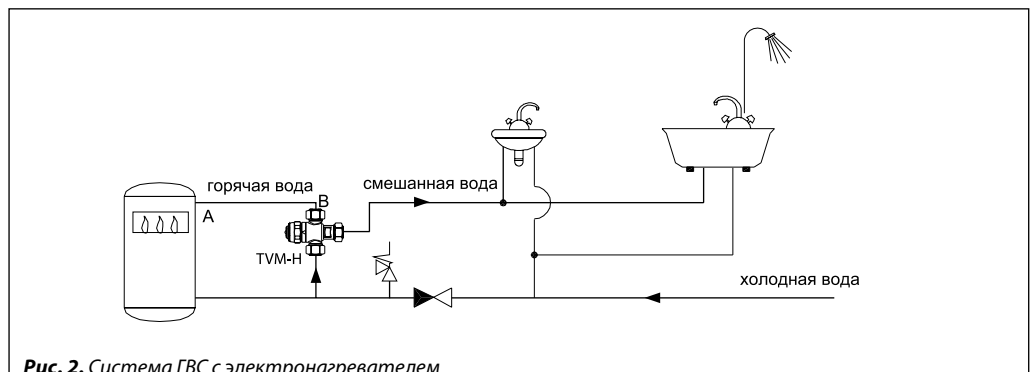 горячая вода
B
смешанная вода
A
TVM-H
холодная вода
Рис. 2. Система ГВС с электронагревателем